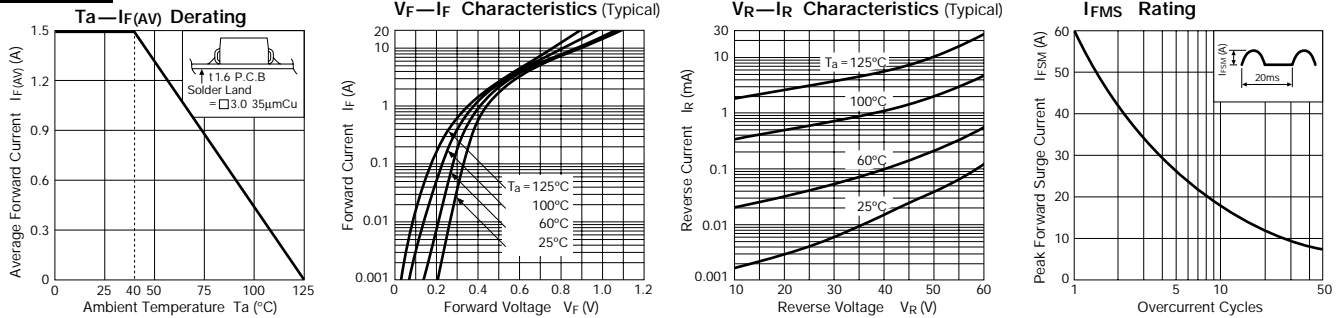 Ta—IF(AV) Derating
Average Forward Current IF(AV) (A)
1.5
1.2
0.9
0.6
0.3
0
0 25 40 50 75 100 125
Ambient Temperature Ta (°C)
t1.6 P.C.B
Solder Land
= □3.0 35µmCu
VF—IF Characteristics (Typical)
Forward Current IF (A)
20
10
1
0.1
0.01
0.001
0 0.2 0.4 0.6 0.8 1.0 1.2
Forward Voltage VF (V)
Ta = 125°C
100°C
60°C
25°C
VR—IR Characteristics (Typical)
Reverse Current IR (mA)
30
10
1
0.1
0.01
0.001
10 20 30 40 50 60
Reverse Voltage VR (V)
Ta = 125°C
100°C
60°C
25°C
IFMS Rating
Peak Forward Surge Current IFSM (A)
60
50
40
30
20
10
0
1 5 10 50
Overcurrent Cycles
IFSM (A)
20ms